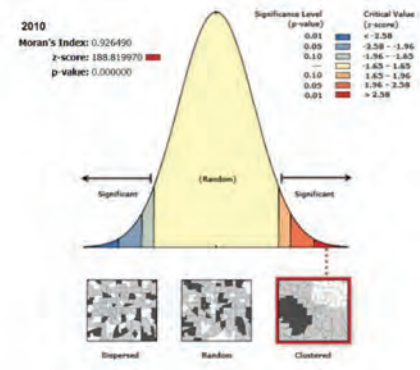 2010
Moran's Index: 0.926490
z-score: 188.819970
p-value: 0.000000
Significance Level
(p-value)
Critical Value
(z-score)
0.01 < -2.58
0.05 -2.58 - -1.96
0.10 -1.96 - -1.65
— -1.65 - 1.65
0.10 1.65 - 1.96
0.05 1.96 - 2.58
0.01 > 2.58
(Random)
Significant
Significant
Dispersed
Random
Clustered